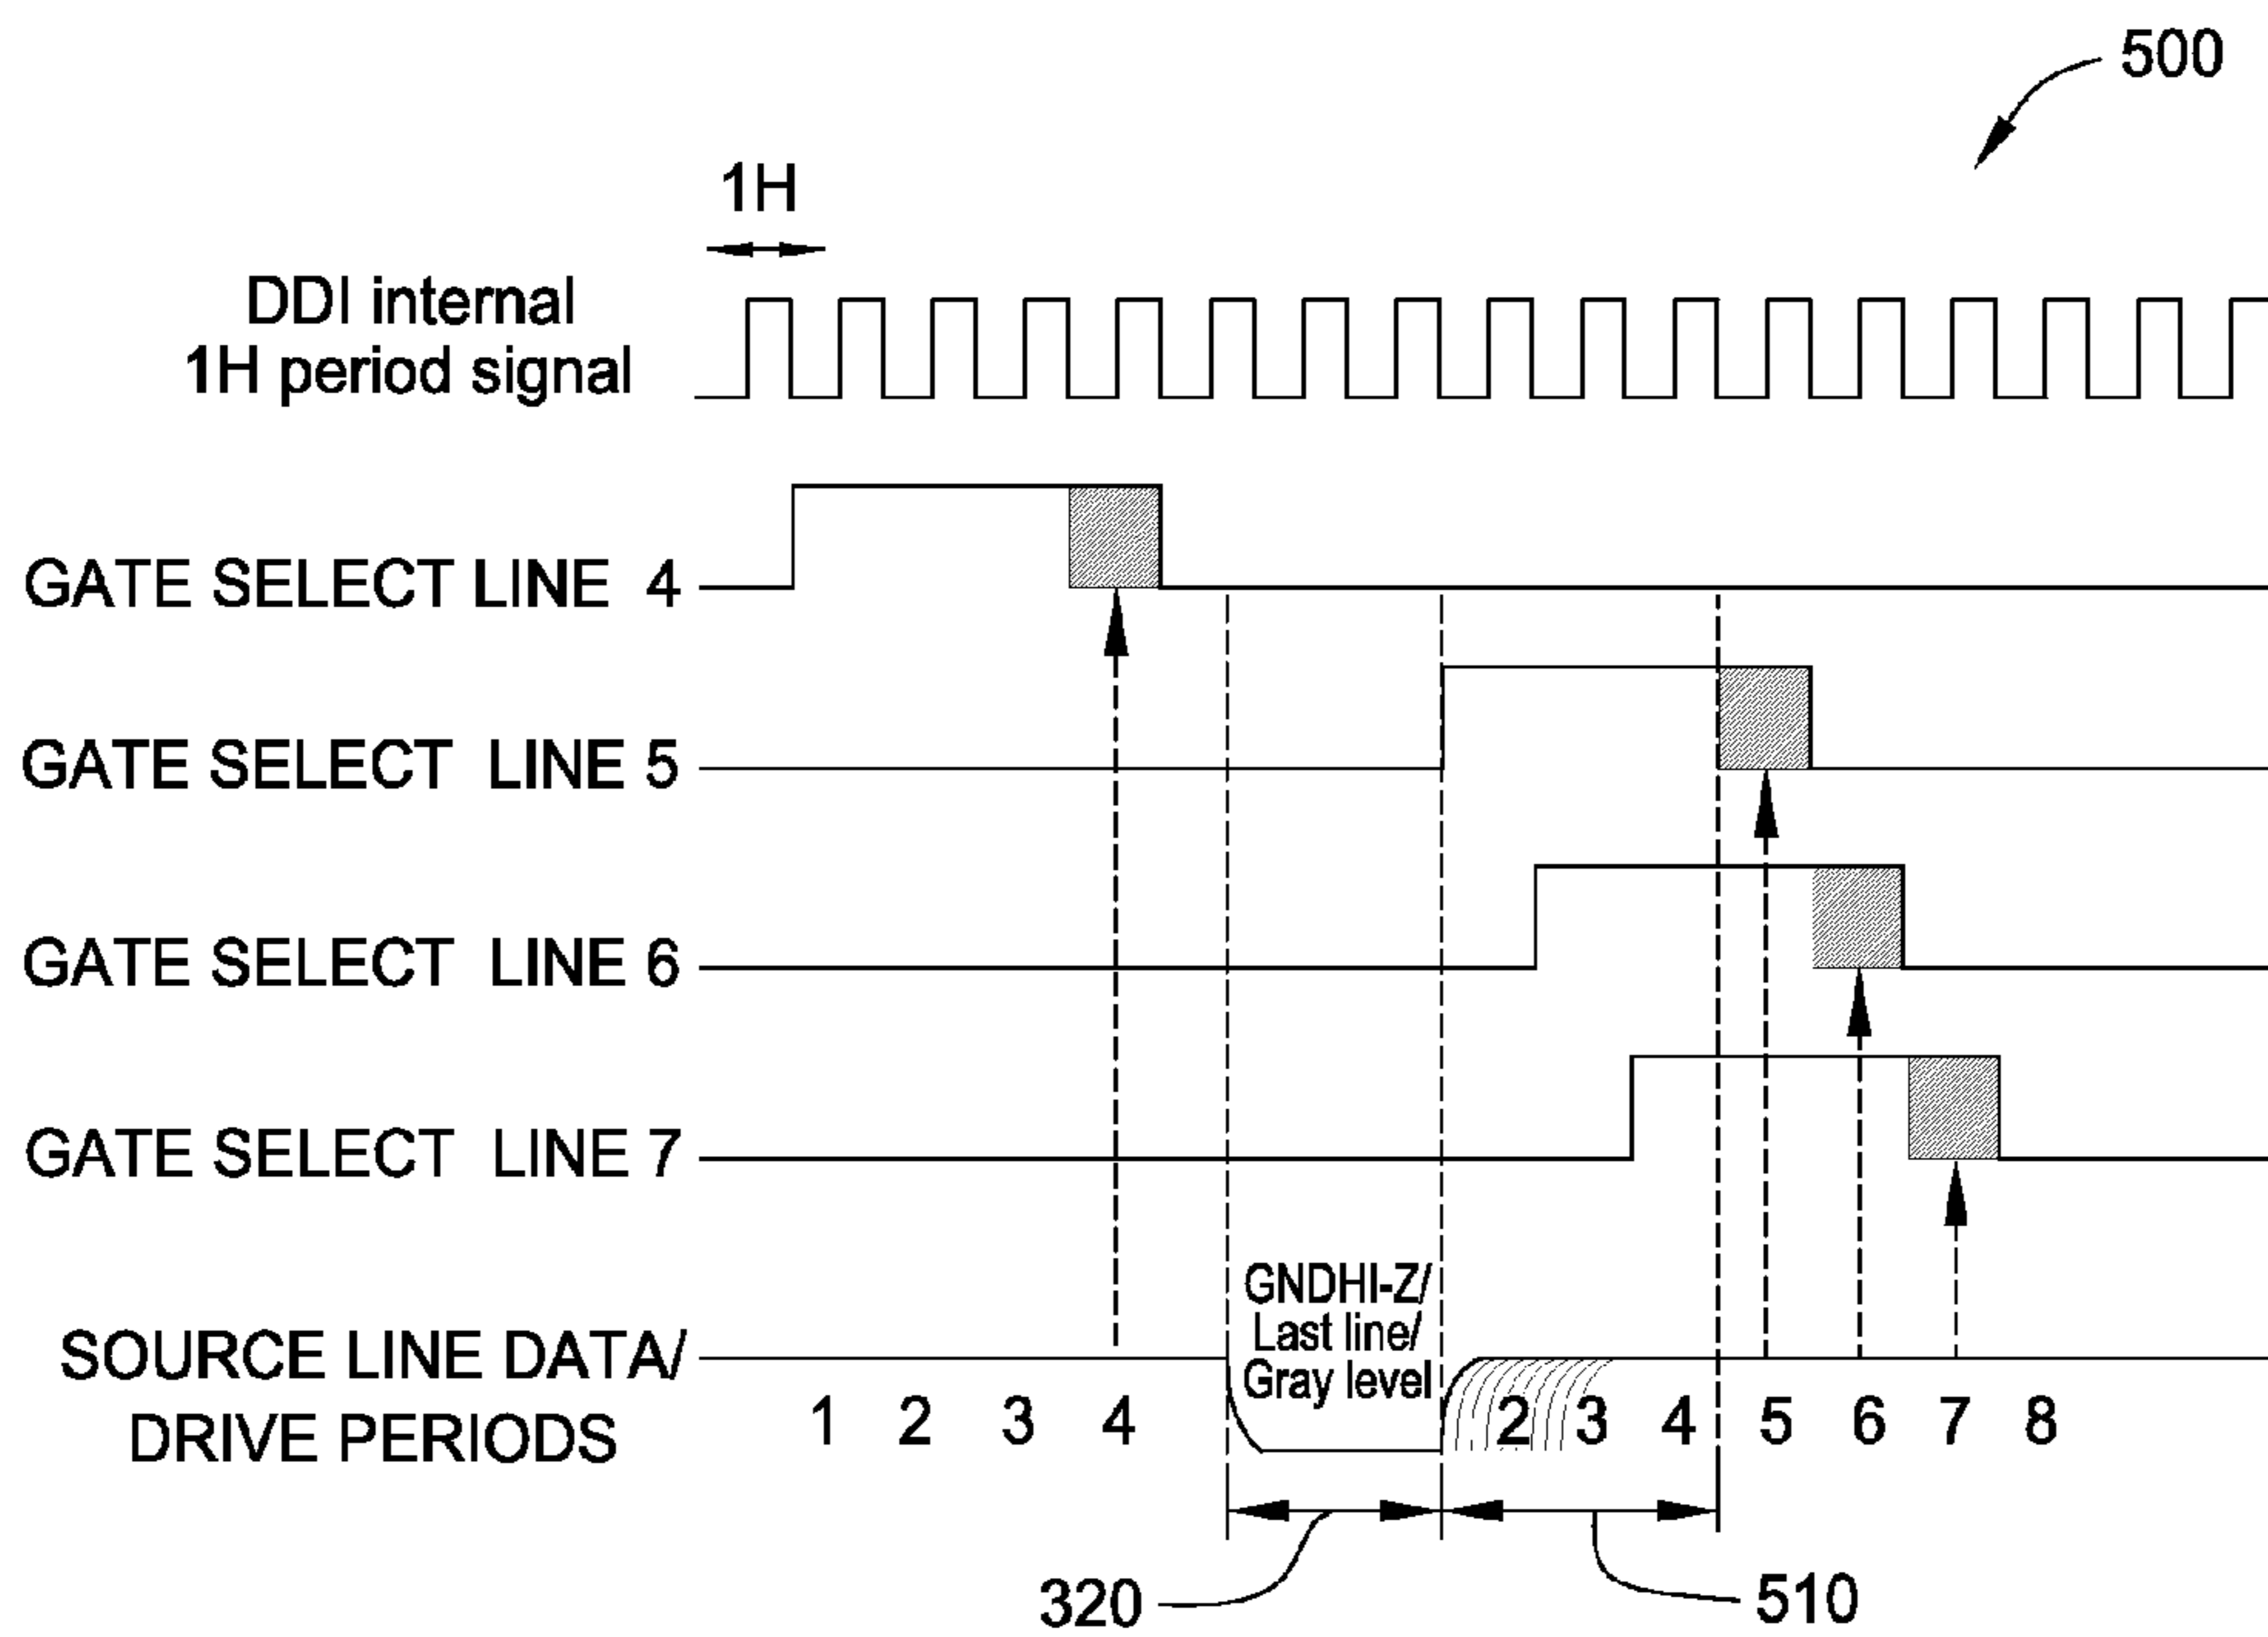 500
1H
DDI internal
1H period signal
GATE SELECT LINE 4
GATE SELECT LINE 5
GATE SELECT LINE 6
GATE SELECT LINE 7
GNDHI-Z/
Last line/
Gray level
SOURCE LINE DATA/
DRIVE PERIODS
1 2 3 4 2 3 4 5 6 7 8
320
510